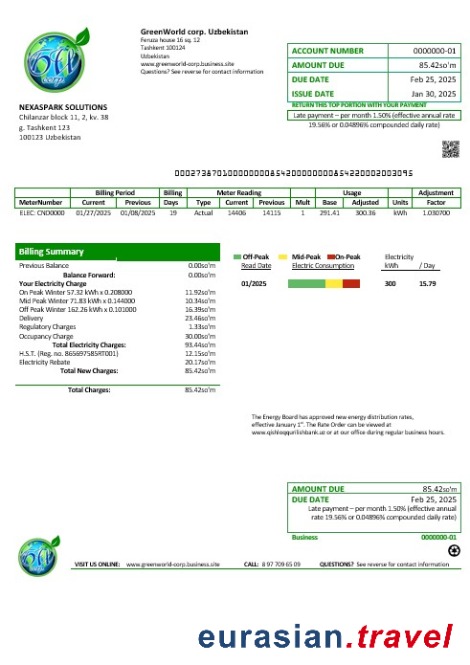 GreenWorld corp. Uzbekistan
Feruza house 16 sq. 12
Tashkent 100124
Uzbekistan
www.greenworld-corp.business.site
Questions? See reverse for contact information
ACCOUNT NUMBER 0000000-01
AMOUNT DUE 85.42so'm
DUE DATE Feb 25, 2025
ISSUE DATE Jan 30, 2025
RETURN THIS TOP PORTION WITH YOUR PAYMENT
Late payment – per month 1.50% (effective annual rate
19.56% or 0.04896% compounded daily rate)
NEXASPARK SOLUTIONS
Chilanzar block 11, 2, kv. 38
g. Tashkent 123
100123 Uzbekistan
Billing Period Billing Meter Reading Usage Adjustment
MeterNumber Current Previous Days Type Current Previous Mult Base Adjusted Units Factor
ELEC: CND0000 01/27/2025 01/08/2025 19 Actual 14406 14115 1 291.41 300.36 kWh 1.030700
Billing Summary
Previous Balance 0.00so'm
Balance Forward: 0.00so'm
Your Electricity Charge
On Peak Winter 57.32 kWh x 0.208000 11.92so'm
Mid Peak Winter 71.83 kWh x 0.144000 10.34so'm
Off Peak Winter 162.26 kWh x 0.101000 16.39so'm
Delivery 23.46so'm
Regulatory Charges 1.33so'm
Occupancy Charge 30.00so'm
Total Electricity Charges: 93.44so'm
H.S.T. (Reg. no. 865697585RT001) 12.15so'm
Electricity Rebate 20.17so'm
Total New Charges: 85.42so'm
Total Charges: 85.42so'm
Off-Peak Mid-Peak On-Peak Electricity
Read Date Electric Consumption kWh / Day
01/2025 300 15.79
The Energy Board has approved new energy distribution rates,
effective January 1st. The Rate Order can be viewed at
www.qishloqqurilishbank.uz or at our office during regular business hours.
AMOUNT DUE 85.42so'm
DUE DATE Feb 25, 2025
Late payment – per month 1.50% (effective annual
rate 19.56% or 0.04896% compounded daily rate)
Business 0000000-01
VISIT US ONLINE: www.greenworld-corp.business.site CALL: 8 97 709 65 09 QUESTIONS? See reverse for contact information
eurasian.travel